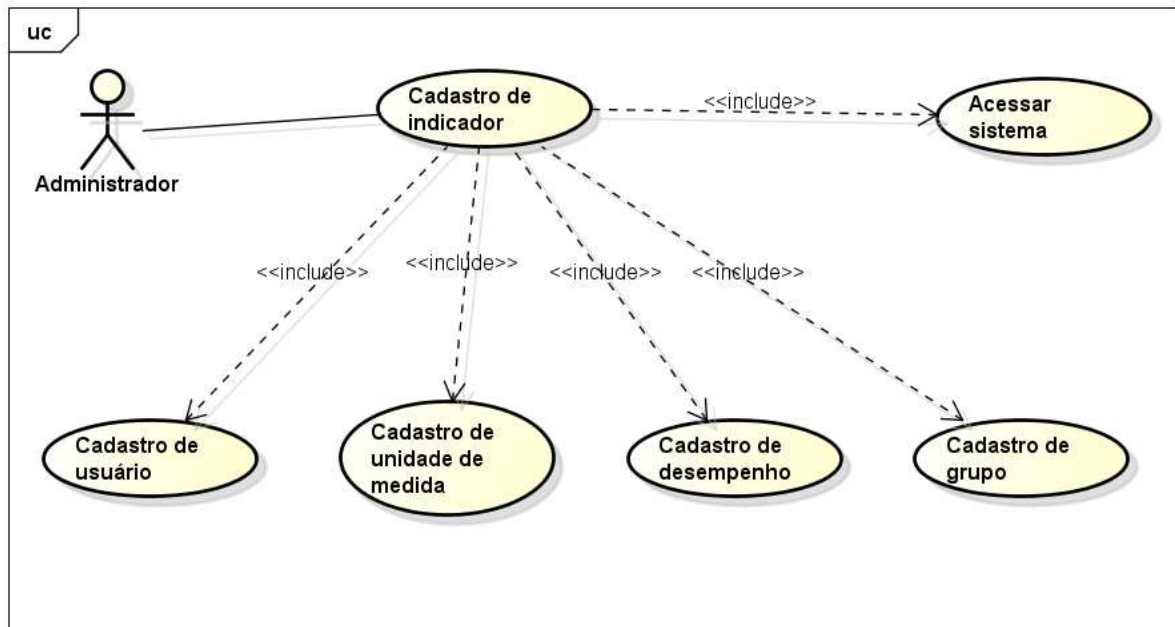 uc
Cadastro de
indicador
<<include>>
Acessar
sistema
Administrador
<<include>>
<<include>>
<<include>>
<<include>>
Cadastro de
usuário
Cadastro de
unidade de
medida
Cadastro de
desempenho
Cadastro de
grupo